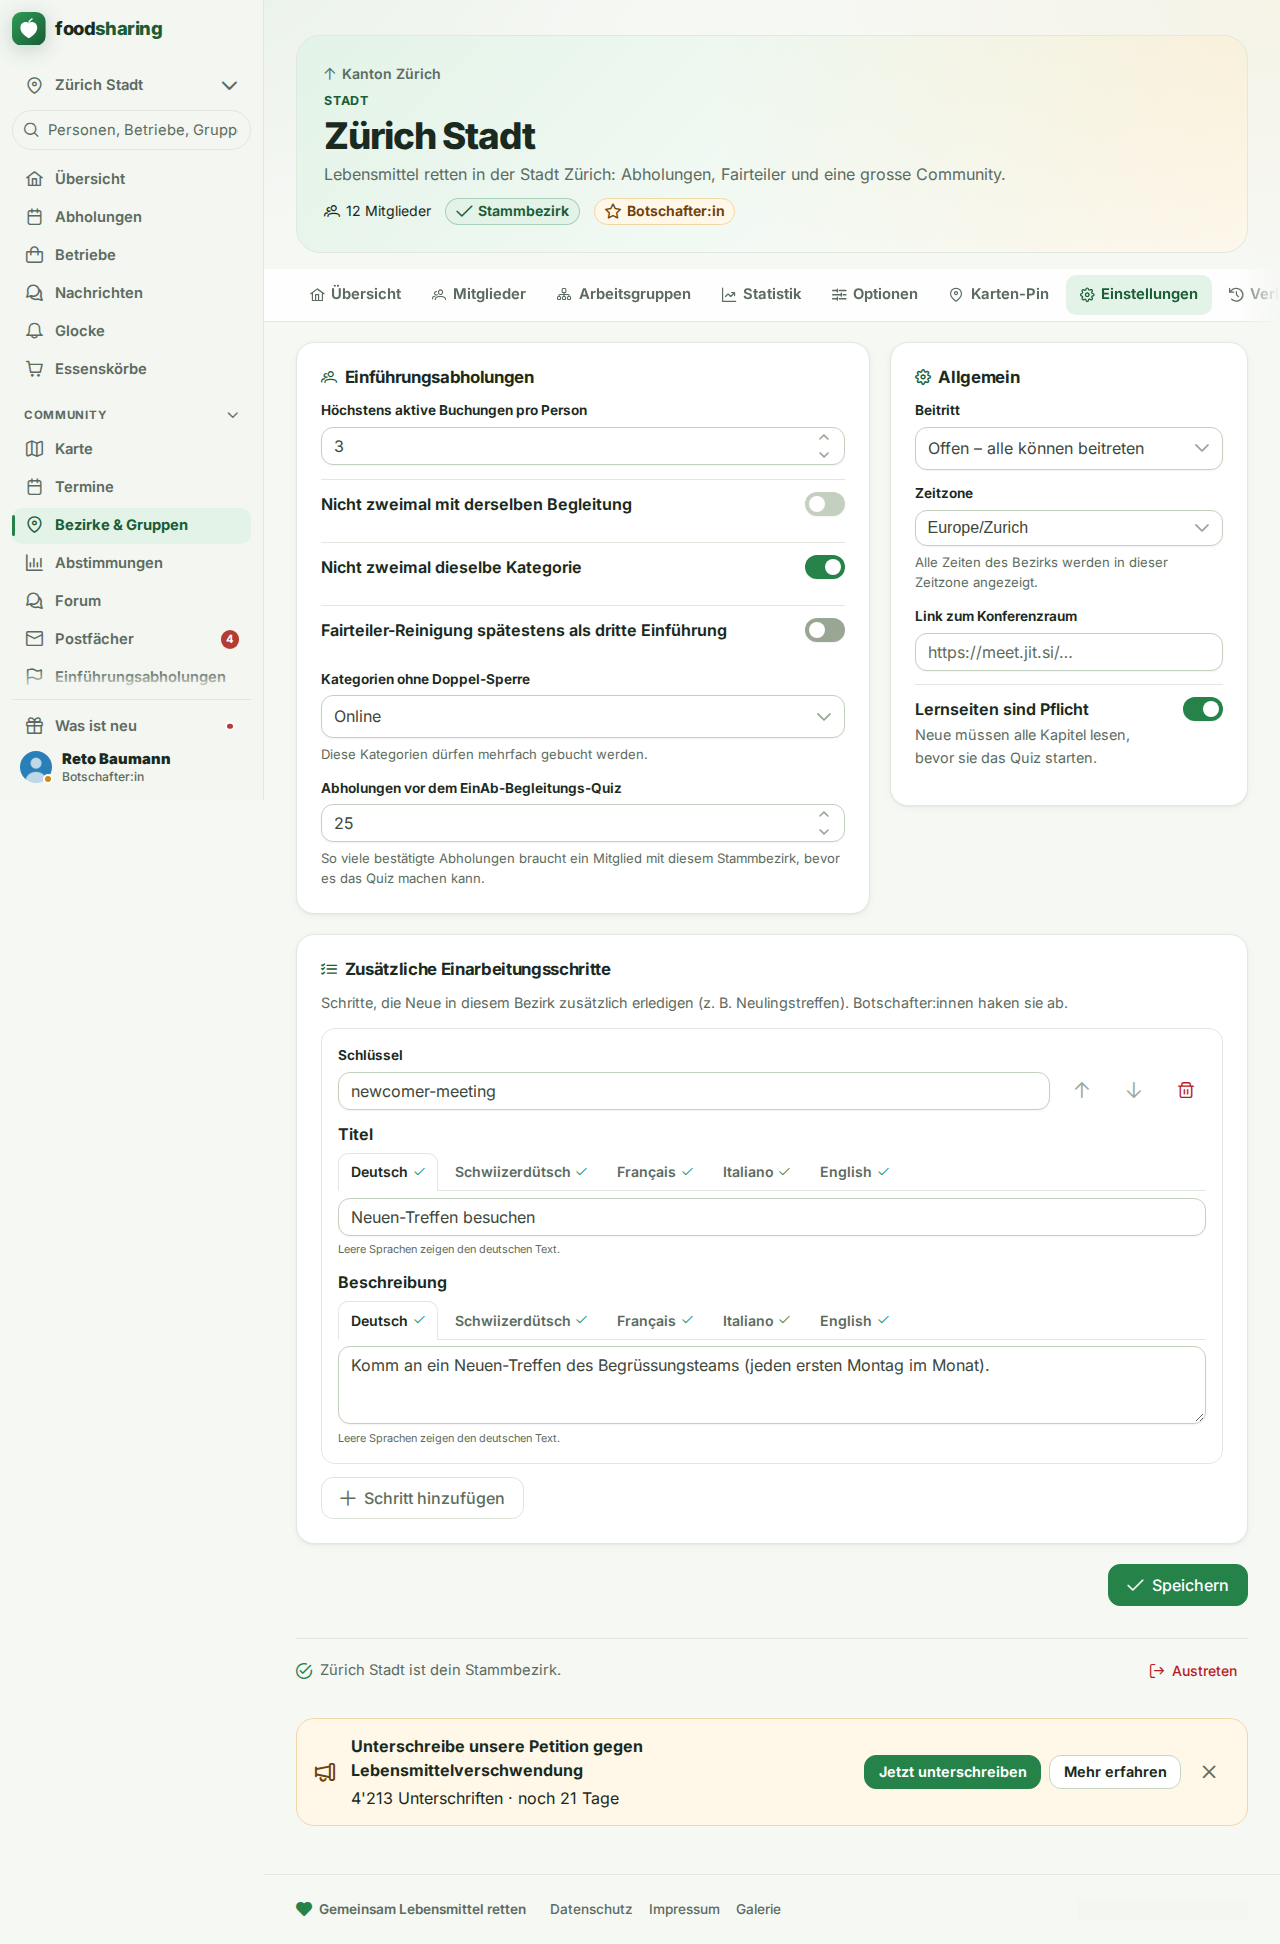 foodsharing
Zürich Stadt
Personen, Betriebe, Grupp
Übersicht
Abholungen
Betriebe
Nachrichten
Glocke
Essenskörbe
COMMUNITY
Karte
Termine
Bezirke & Gruppen
Abstimmungen
Forum
Postfächer 4
Einführungsabholungen
Was ist neu
Reto Baumann
Botschafter:in
Kanton Zürich
STADT
Zürich Stadt
Lebensmittel retten in der Stadt Zürich: Abholungen, Fairteiler und eine grosse Community.
12 Mitglieder Stammbezirk Botschafter:in
Übersicht Mitglieder Arbeitsgruppen Statistik Optionen Karten-Pin Einstellungen
Einführungsabholungen
Höchstens aktive Buchungen pro Person
3
Nicht zweimal mit derselben Begleitung
Nicht zweimal dieselbe Kategorie
Fairteiler-Reinigung spätestens als dritte Einführung
Kategorien ohne Doppel-Sperre
Online
Diese Kategorien dürfen mehrfach gebucht werden.
Abholungen vor dem EinAb-Begleitungs-Quiz
25
So viele bestätigte Abholungen braucht ein Mitglied mit diesem Stammbezirk, bevor
es das Quiz machen kann.
Allgemein
Beitritt
Offen – alle können beitreten
Zeitzone
Europe/Zurich
Alle Zeiten des Bezirks werden in dieser
Zeitzone angezeigt.
Link zum Konferenzraum
https://meet.jit.si/...
Lernseiten sind Pflicht
Neue müssen alle Kapitel lesen,
bevor sie das Quiz starten.
Zusätzliche Einarbeitungsschritte
Schritte, die Neue in diesem Bezirk zusätzlich erledigen (z. B. Neulingstreffen). Botschafter:innen haken sie ab.
Schlüssel
newcomer-meeting
Titel
Deutsch Schwiizerdütsch Français Italiano English
Neuen-Treffen besuchen
Leere Sprachen zeigen den deutschen Text.
Beschreibung
Deutsch Schwiizerdütsch Français Italiano English
Komm an ein Neuen-Treffen des Begrüssungsteams (jeden ersten Montag im Monat).
Leere Sprachen zeigen den deutschen Text.
Schritt hinzufügen
Speichern
Zürich Stadt ist dein Stammbezirk.
Austreten
Unterschreibe unsere Petition gegen
Lebensmittelverschwendung
4'213 Unterschriften · noch 21 Tage
Jetzt unterschreiben Mehr erfahren
Gemeinsam Lebensmittel retten Datenschutz Impressum Galerie